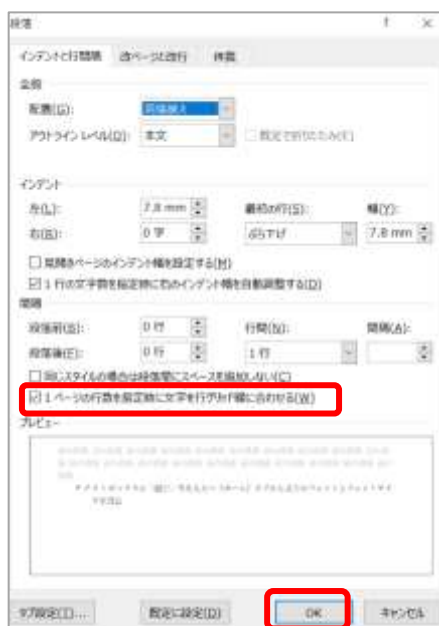 段落 ? ×
インデントと行間隔 改ページと改行 体裁
全般
配置(G): 両端揃え
アウトライン レベル(O): 本文 既定で折りたたみ(E)
インデント
左(L): 7.8 mm 最初の行(S): 幅(Y):
右(R): 0 字 ぶら下げ 7.8 mm
見開きページのインデント幅を設定する(M)
1 行の文字数を指定時に右のインデント幅を自動調整する(D)
間隔
段落前(B): 0 行 行間(N): 間隔(A):
段落後(F): 0 行 1 行
同じスタイルの場合は段落間にスペースを追加しない(C)
1 ページの行数を指定時に文字を行グリッド線に合わせる(W)
プレビュー
タブ設定(T)... 既定に設定(D) OK キャンセル